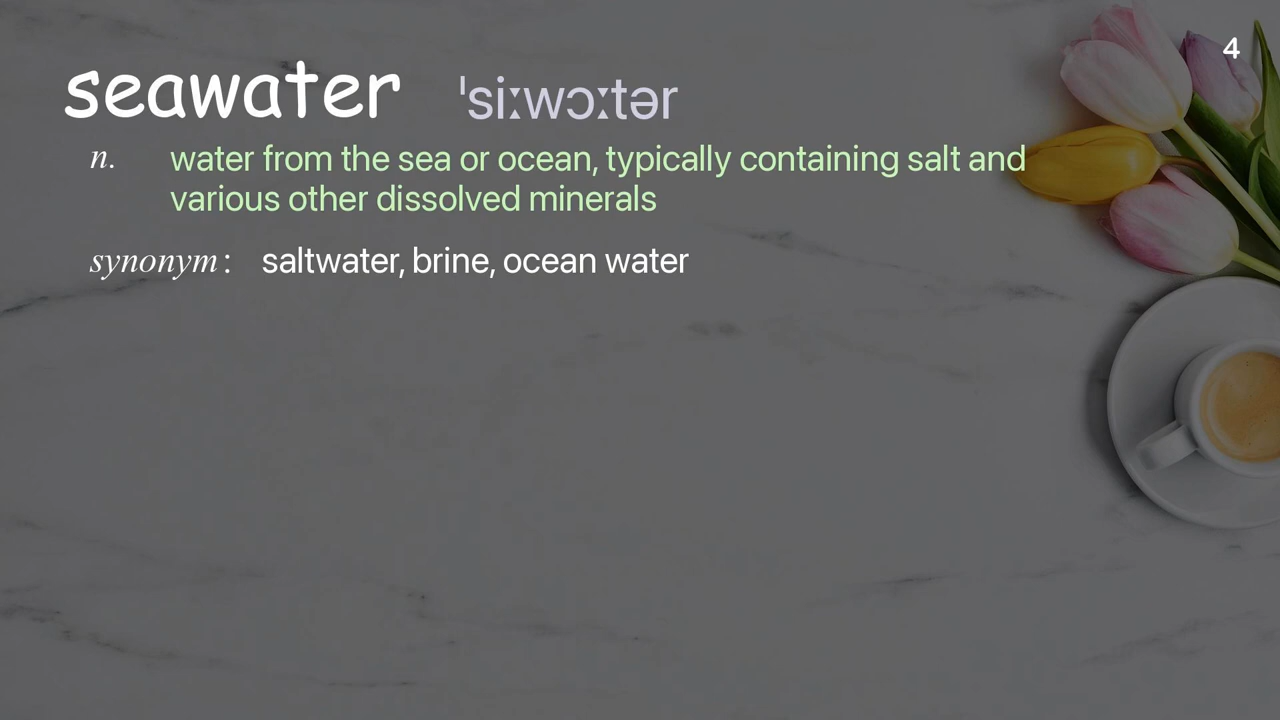 4
seawater ˈsiːwɔːtər
n. water from the sea or ocean, typically containing salt and
various other dissolved minerals
synonym: saltwater, brine, ocean water